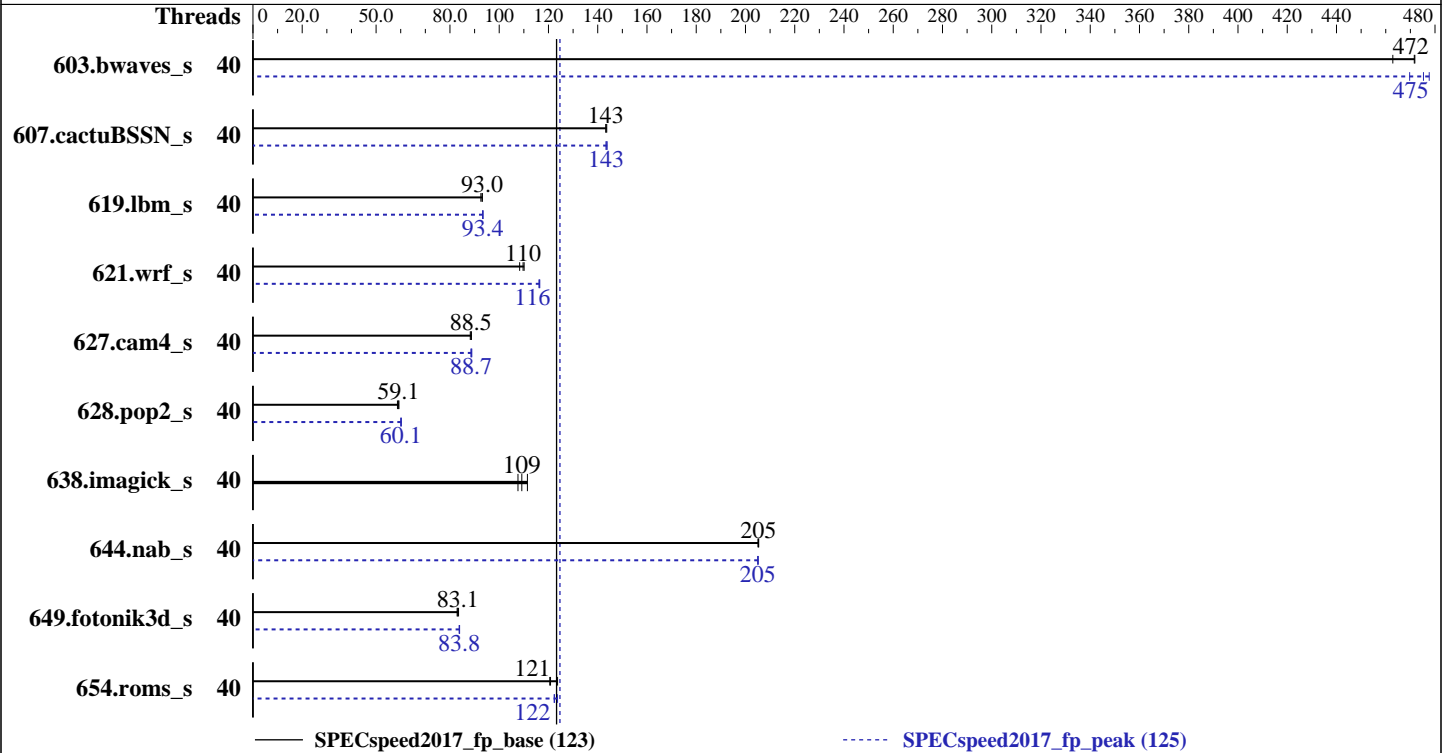 Threads 0 20.0 50.0 80.0 100 120 140 160 180 200 220 240 260 280 300 320 340 360 380 400 420 440 480
603.bwaves_s 40 472
475
607.cactuBSSN_s 40 143
143
619.lbm_s 40 93.0
93.4
621.wrf_s 40 110
116
627.cam4_s 40 88.5
88.7
628.pop2_s 40 59.1
60.1
638.imagick_s 40 109
644.nab_s 40 205
205
649.fotonik3d_s 40 83.1
83.8
654.roms_s 40 121
122
SPECspeed2017_fp_base (123) SPECspeed2017_fp_peak (125)